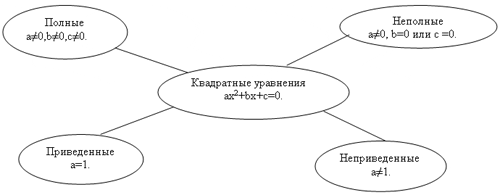 Полные
a≠0,b≠0,c≠0.
Неполные
a≠0, b=0 или c =0.
Квадратные уравнения
ax²+bx+c=0.
Приведенные
a=1.
Неприведенные
a≠1.